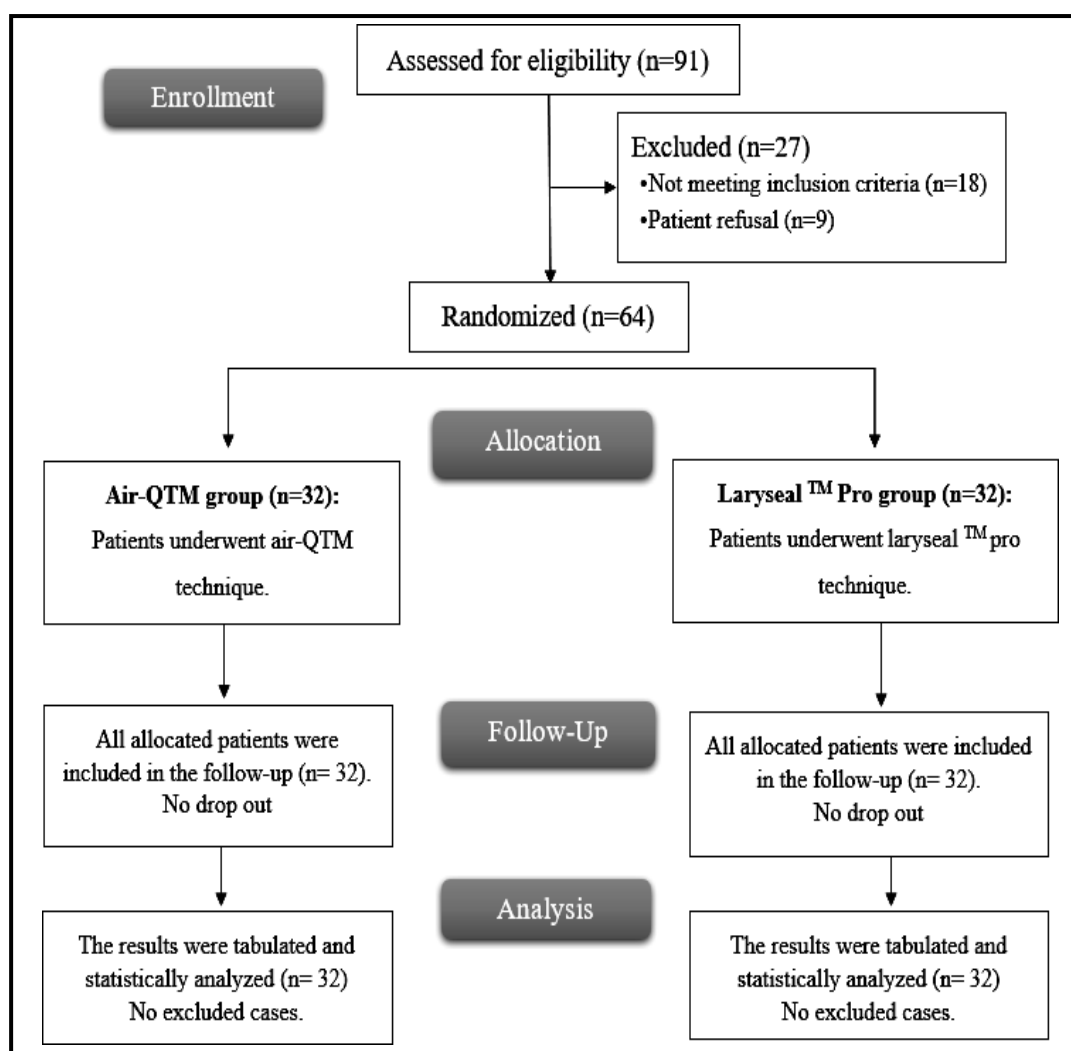 Assessed for eligibility (n=91)
Enrollment
Excluded (n=27)
•Not meeting inclusion criteria (n=18)
•Patient refusal (n=9)
Randomized (n=64)
Allocation
Air-QTM group (n=32):
Patients underwent air-QTM
technique.
Laryseal TM Pro group (n=32):
Patients underwent laryseal TM pro
technique.
Follow-Up
All allocated patients were
included in the follow-up (n= 32).
No drop out
All allocated patients were included
in the follow-up (n= 32).
No drop out
Analysis
The results were tabulated and
statistically analyzed (n= 32)
No excluded cases.
The results were tabulated and
statistically analyzed (n= 32)
No excluded cases.